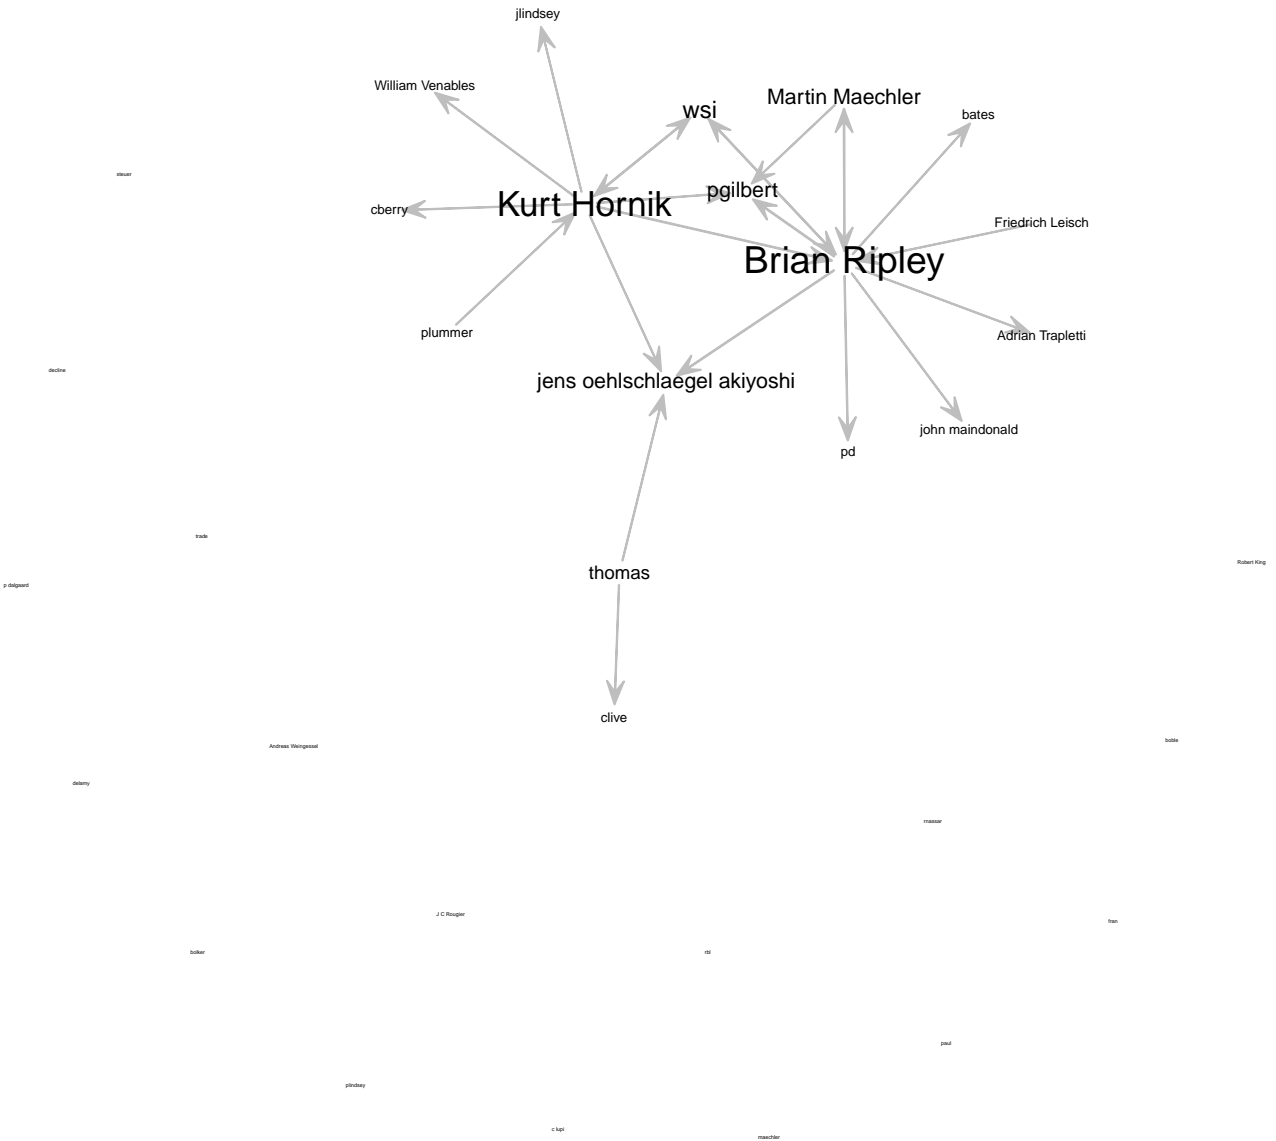 jlindsey
William Venables
Martin Maechler
wsi
bates
steuer
pgilbert
Kurt Hornik
cberry
Friedrich Leisch
Brian Ripley
plummer
Adrian Trapletti
decline
jens oehlschlaegel akiyoshi
john maindonald
pd
trade
Robert King
thomas
p dalgaard
clive
boble
Andreas Weingessel
delamy
rnassar
J C Rougier
fran
bolker
rbl
paul
plindsey
c lupi
maechler